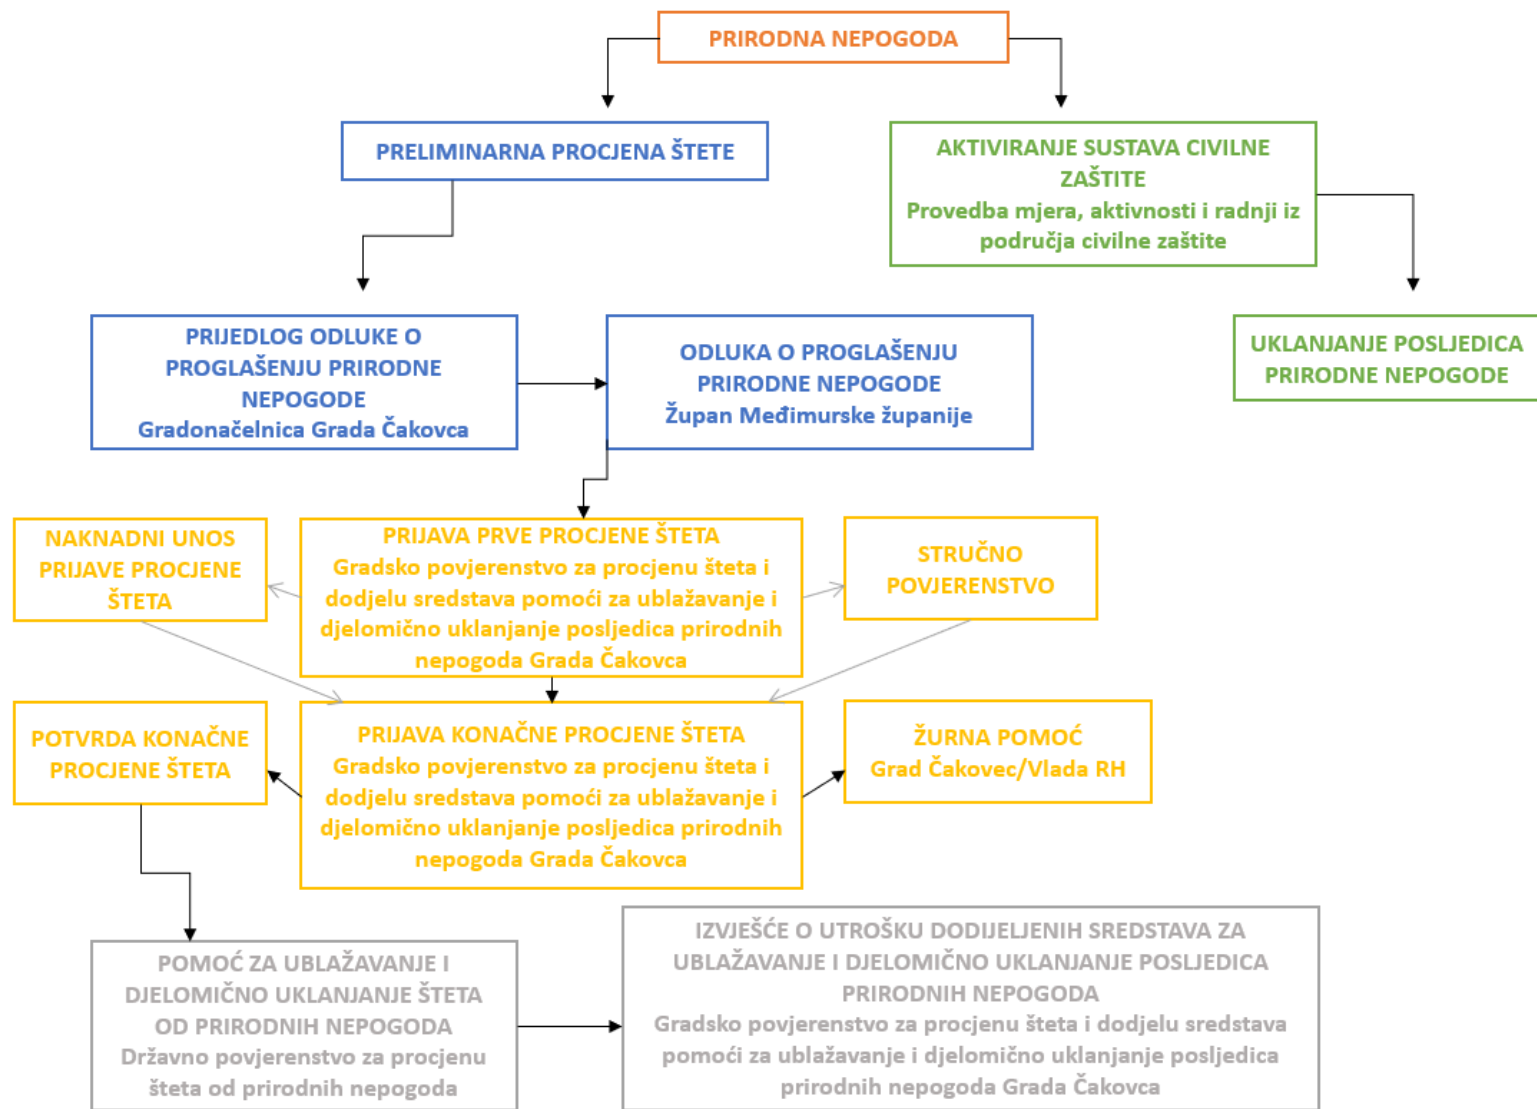 PRIRODNA NEPOGODA
PRELIMINARNA PROCJENA ŠTETE
AKTIVIRANJE SUSTAVA CIVILNE
ZAŠTITE
Provedba mjera, aktivnosti i radnji iz
područja civilne zaštite
PRIJEDLOG ODLUKE O
PROGLAŠENJU PRIRODNE
NEPOGODE
Gradonačelnica Grada Čakovca
ODLUKA O PROGLAŠENJU
PRIRODNE NEPOGODE
Župan Međimurske županije
UKLANJANJE POSLJEDICA
PRIRODNE NEPOGODE
NAKNADNI UNOS
PRIJAVE PROCJENE
ŠTETA
PRIJAVA PRVE PROCJENE ŠTETA
Gradsko povjerenstvo za procjenu šteta i
dodjelu sredstava pomoći za ublažavanje i
djelomično uklanjanje posljedica prirodnih
nepogoda Grada Čakovca
STRUČNO
POVJERENSTVO
POTVRDA KONAČNE
PROCJENE ŠTETA
PRIJAVA KONAČNE PROCJENE ŠTETA
Gradsko povjerenstvo za procjenu šteta i
dodjelu sredstava pomoći za ublažavanje i
djelomično uklanjanje posljedica prirodnih
nepogoda Grada Čakovca
ŽURNA POMOĆ
Grad Čakovec/Vlada RH
POMOĆ ZA UBLAŽAVANJE I
DJELOMIČNO UKLANJANJE ŠTETA
OD PRIRODNIH NEPOGODA
Državno povjerenstvo za procjenu
šteta od prirodnih nepogoda
IZVJEŠĆE O UTROŠKU DODIJELJENIH SREDSTAVA ZA
UBLAŽAVANJE I DJELOMIČNO UKLANJANJE POSLJEDICA
PRIRODNIH NEPOGODA
Gradsko povjerenstvo za procjenu šteta i dodjelu sredstava
pomoći za ublažavanje i djelomično uklanjanje posljedica
prirodnih nepogoda Grada Čakovca